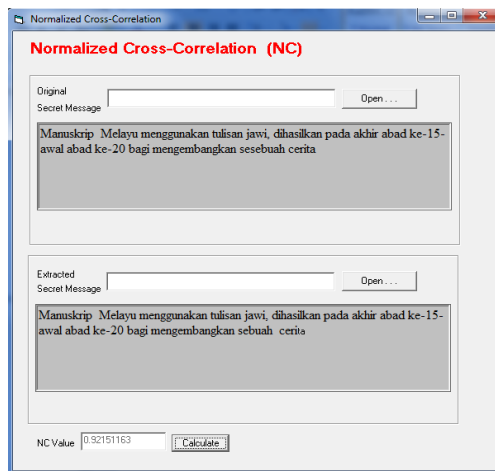 Normalized Cross-Correlation
Normalized Cross-Correlation (NC)
Original
Secret Message
Open . . .
Manuskrip Melayu menggunakan tulisan jawi, dihasilkan pada akhir abad ke-15-
awal abad ke-20 bagi mengembangkan sesebuah cerita
Extracted
Secret Message
Open . . .
Manuskrip Melayu menggunakan tulisan jawi, dihasilkan pada akhir abad ke-15-
awal abad ke-20 bagi mengembangkan sebuah cerita
NC Value 0.92151163 Calculate